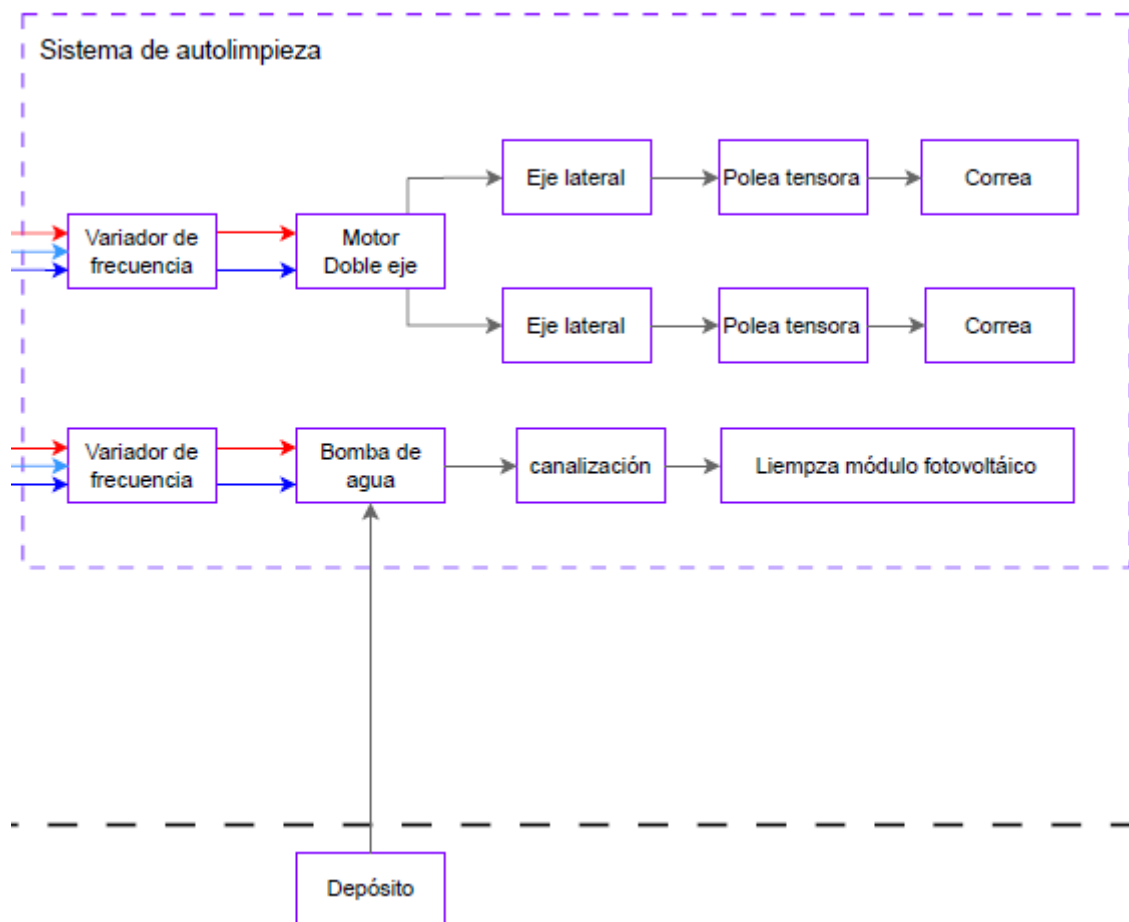 Sistema de autolimpieza
Eje lateral
Polea tensora
Correa
Variador de
frecuencia
Motor
Doble eje
Eje lateral
Polea tensora
Correa
Variador de
frecuencia
Bomba de
agua
canalización
Liempza módulo fotovoltáico
Depósito